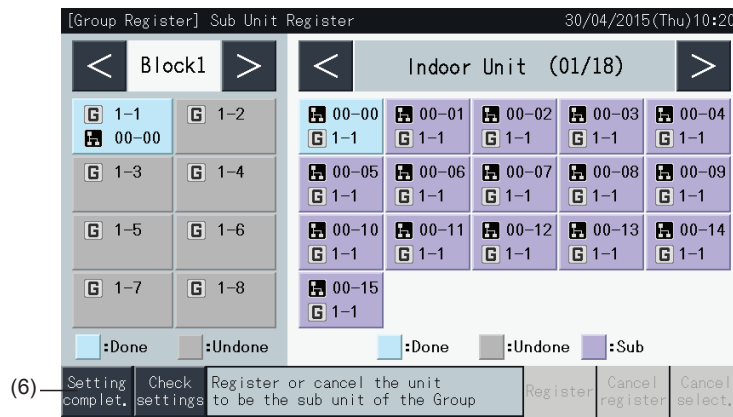 [Group Register] Sub Unit Register 30/04/2015(Thu)10:20
< Block1 > < Indoor Unit (01/18) >
G 1-1 G 1-2 00-00 00-01 00-02 00-03 00-04
00-00 G 1-1 G 1-1 G 1-1 G 1-1 G 1-1
G 1-3 G 1-4 00-05 00-06 00-07 00-08 00-09
G 1-1 G 1-1 G 1-1 G 1-1 G 1-1
G 1-5 G 1-6 00-10 00-11 00-12 00-13 00-14
G 1-1 G 1-1 G 1-1 G 1-1 G 1-1
G 1-7 G 1-8 00-15
G 1-1
:Done :Undone :Done :Undone :Sub
(6) Setting Check Register or cancel the unit Register Cancel Cancel
complet. settings to be the sub unit of the Group register select.